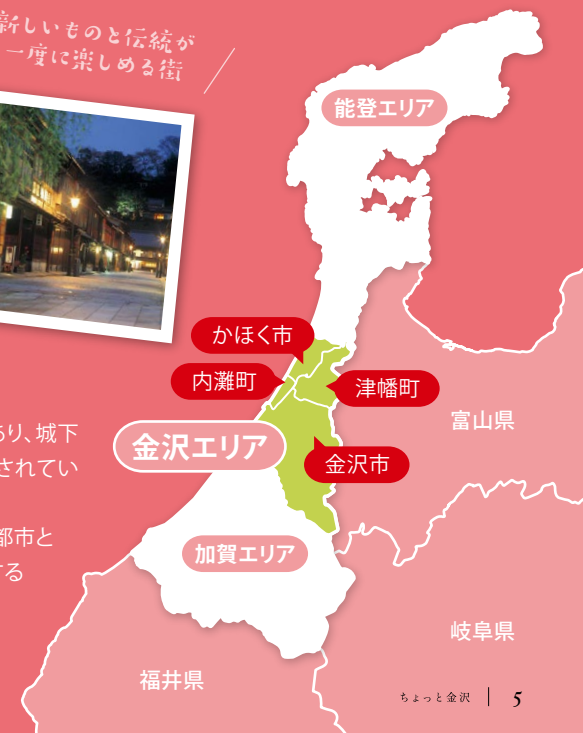 新しいものと伝統が
一度に楽しめる街
能登エリア
かほく市
内灘町
津幡町
富山県
金沢エリア
金沢市
り、城下
されてい
都市と
する
加賀エリア
岐阜県
福井県
ちょっと金沢 | 5